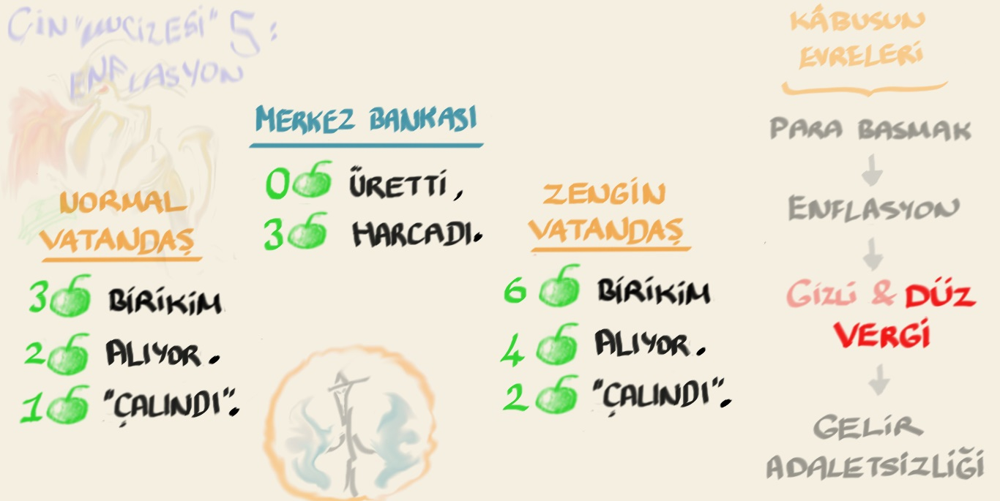 ÇİN "MUCİZESİ" 5:
ENFLASYON
MERKEZ BANKASI
0 ÜRETTİ,
3 HARCADI.
NORMAL
VATANDAŞ
3 BİRİKİM
2 ALIYOR.
1 "ÇALINDI".
ZENGİN
VATANDAŞ
6 BİRİKİM
4 ALIYOR.
2 "ÇALINDI".
KÂBUSUN
EVRELERİ
PARA BASMAK
ENFLASYON
GİZLİ & DÜZ
VERGİ
GELİR
ADALETSİZLİĞİ